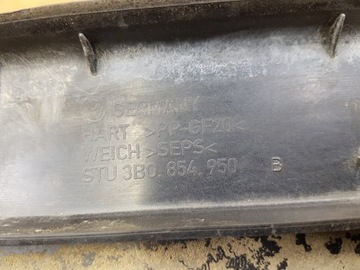 GERMANY
HART >PP-GF20<
WEICH >SEPS<
STU 3B0.854.950 B